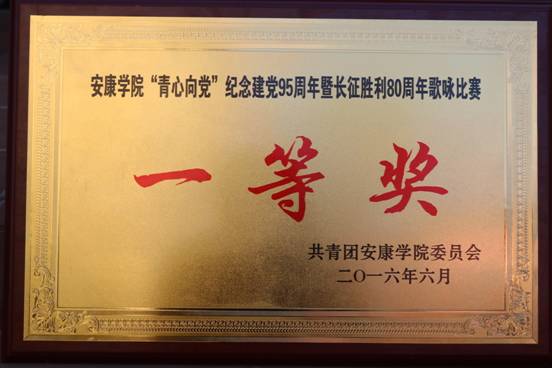 安康学院“青心向党”纪念建党95周年暨长征胜利80周年歌咏比赛
一等奖
共青团安康学院委员会
二〇一六年六月